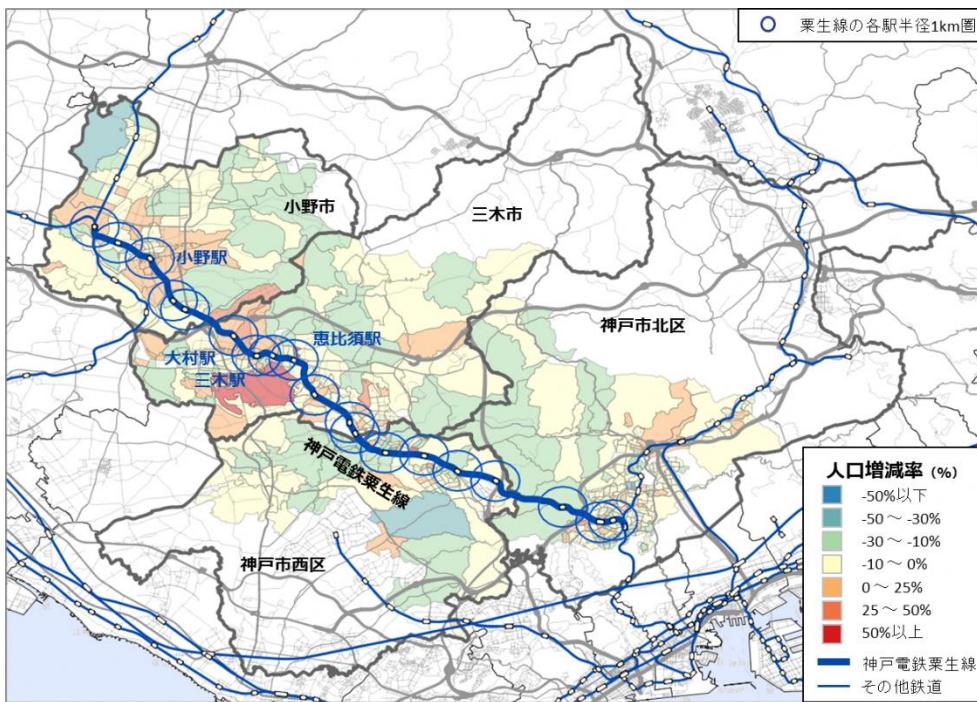 粟生線の各駅半径1km圏
小野市
三木市
小野駅
神戸市北区
恵比須駅
大村駅
三木駅
神戸電鉄粟生線
神戸市西区
人口増減率（%）
-50%以下
-50～-30%
-30～-10%
-10～0%
0～25%
25～50%
50%以上
神戸電鉄粟生線
その他鉄道